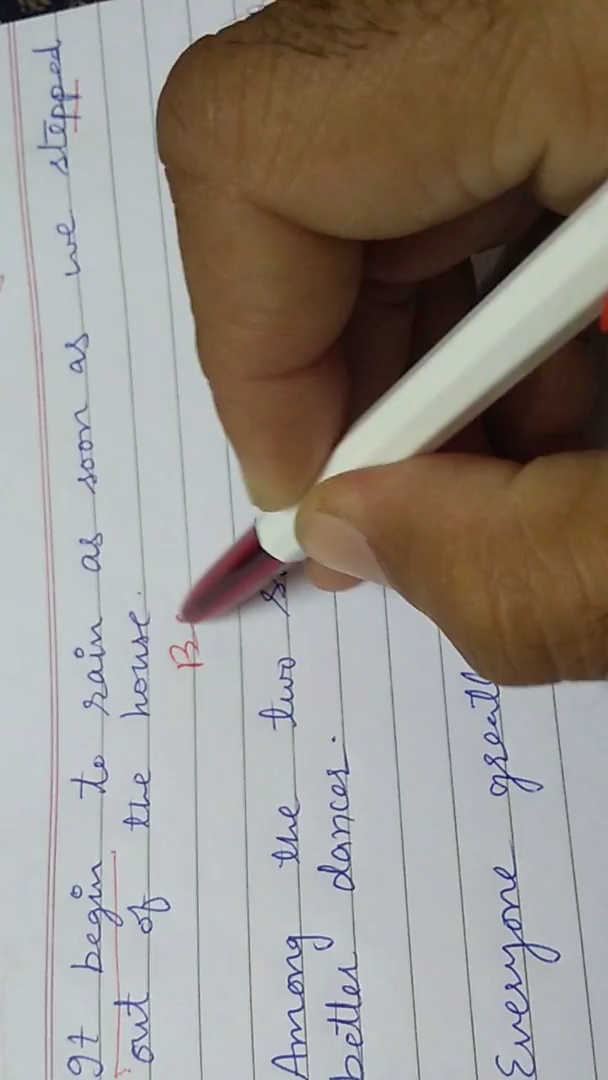 It begin to rain as soon as we stepped
out of the house.
B
Among the two
better dancer.
Everyone